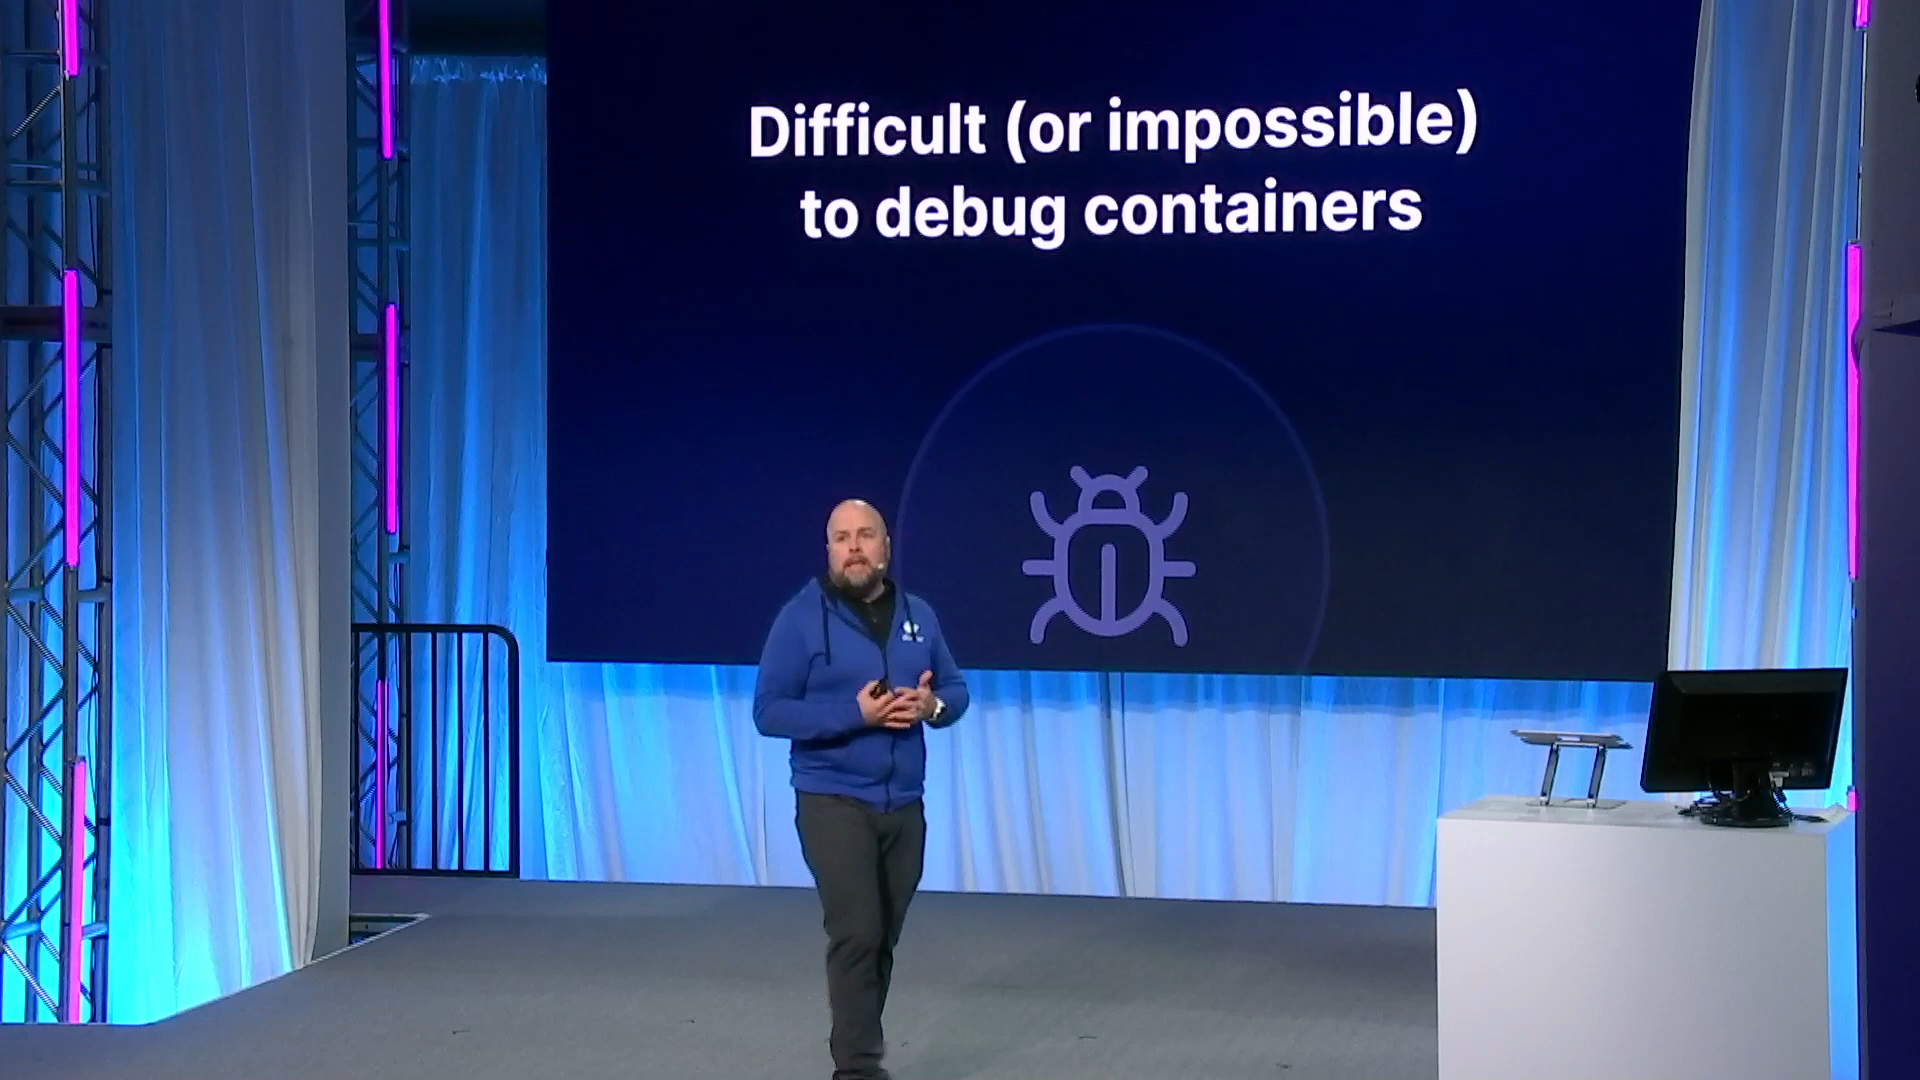 Difficult (or impossible)
to debug containers